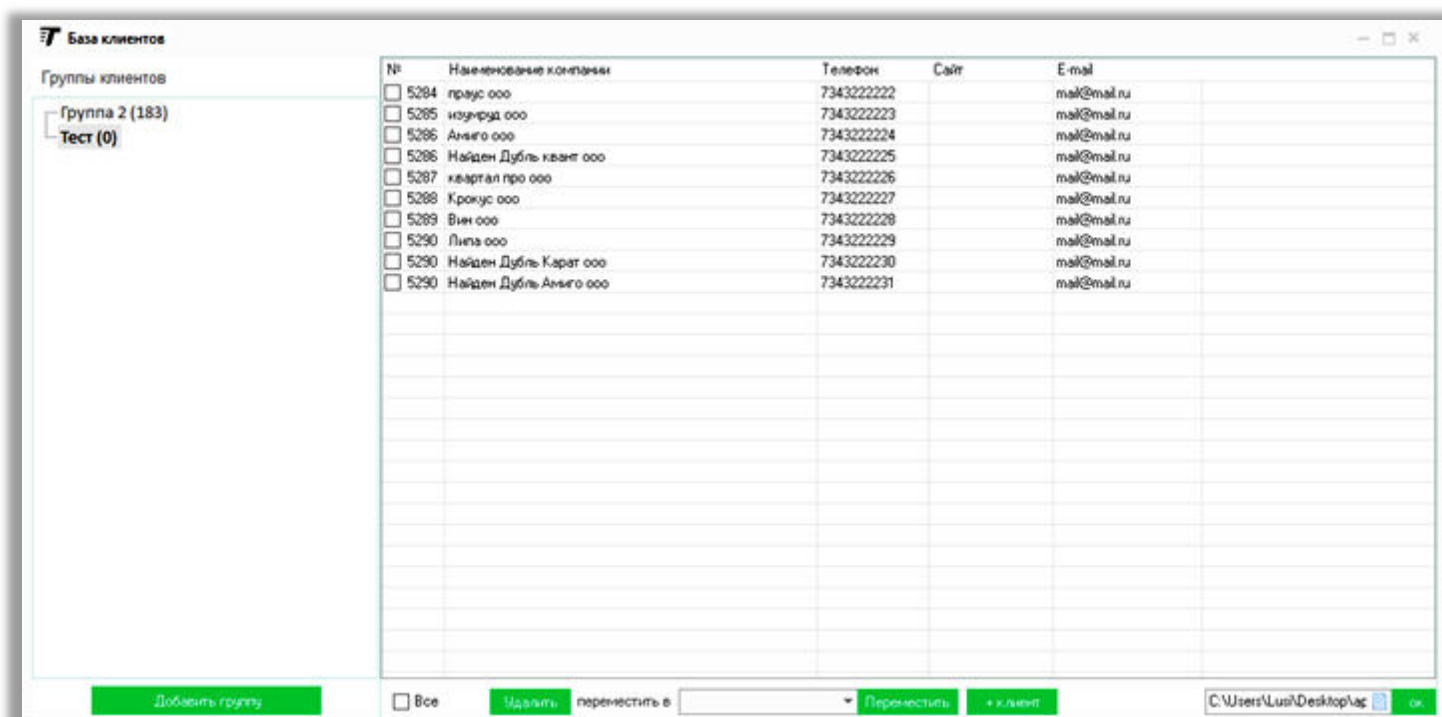 База клиентов
Группы клиентов
Группа 2 (183)
Тест (0)
№ Наименование компании Телефон Сайт E-mail
5284 праус ооо 7343222222 mail@mail.ru
5285 изумруд ооо 7343222223 mail@mail.ru
5286 Амиго ооо 7343222224 mail@mail.ru
5286 Найден Дубль квант ооо 7343222225 mail@mail.ru
5287 квартал про ооо 7343222226 mail@mail.ru
5288 Крокус ооо 7343222227 mail@mail.ru
5289 Вин ооо 7343222228 mail@mail.ru
5290 Липа ооо 7343222229 mail@mail.ru
5290 Найден Дубль Карат ооо 7343222230 mail@mail.ru
5290 Найден Дубль Амиго ооо 7343222231 mail@mail.ru
Добавить группу Все Удалить переместить в Переместить + клиент C:\Users\Lusi\Desktop\ap ок